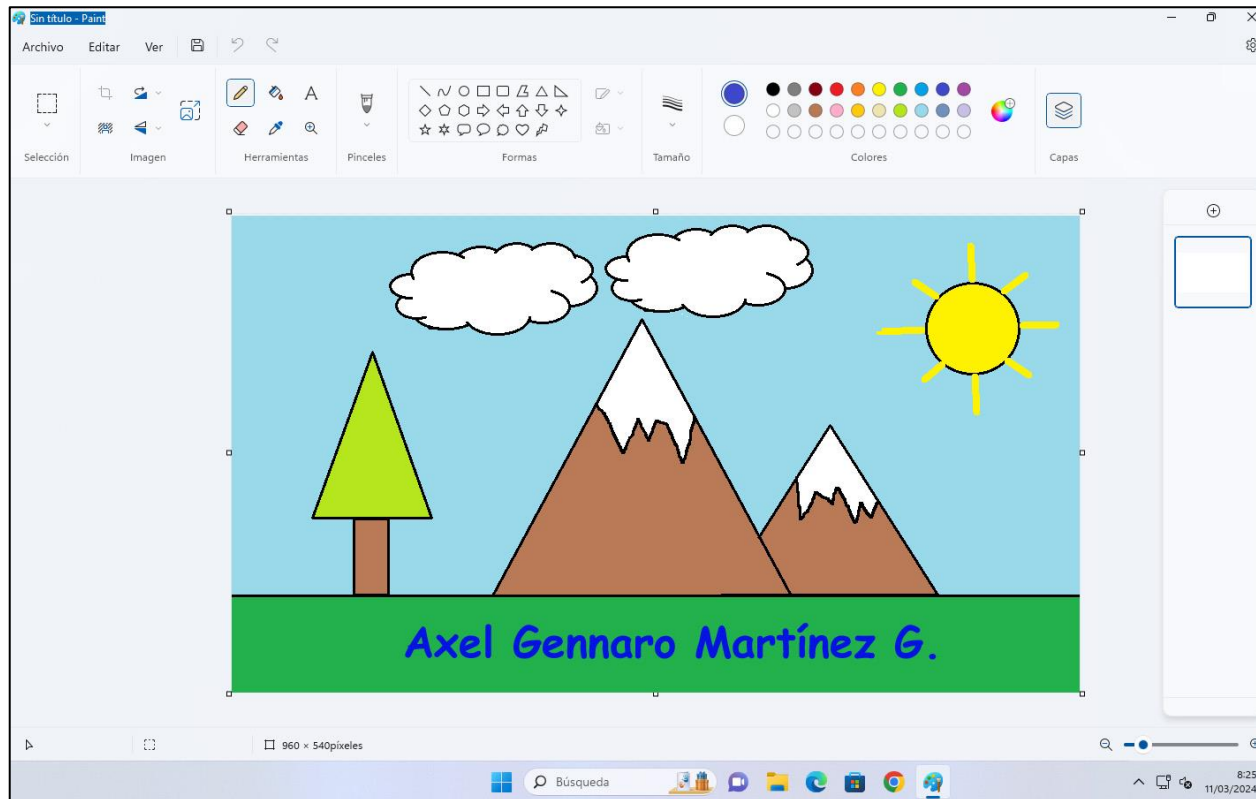 Sin título - Paint
Archivo Editar Ver
A
Selección Imagen Herramientas Pinceles Formas Tamaño Colores Capas
Axel Gennaro Martínez G.
960 × 540píxeles
Búsqueda
8:25
11/03/2024